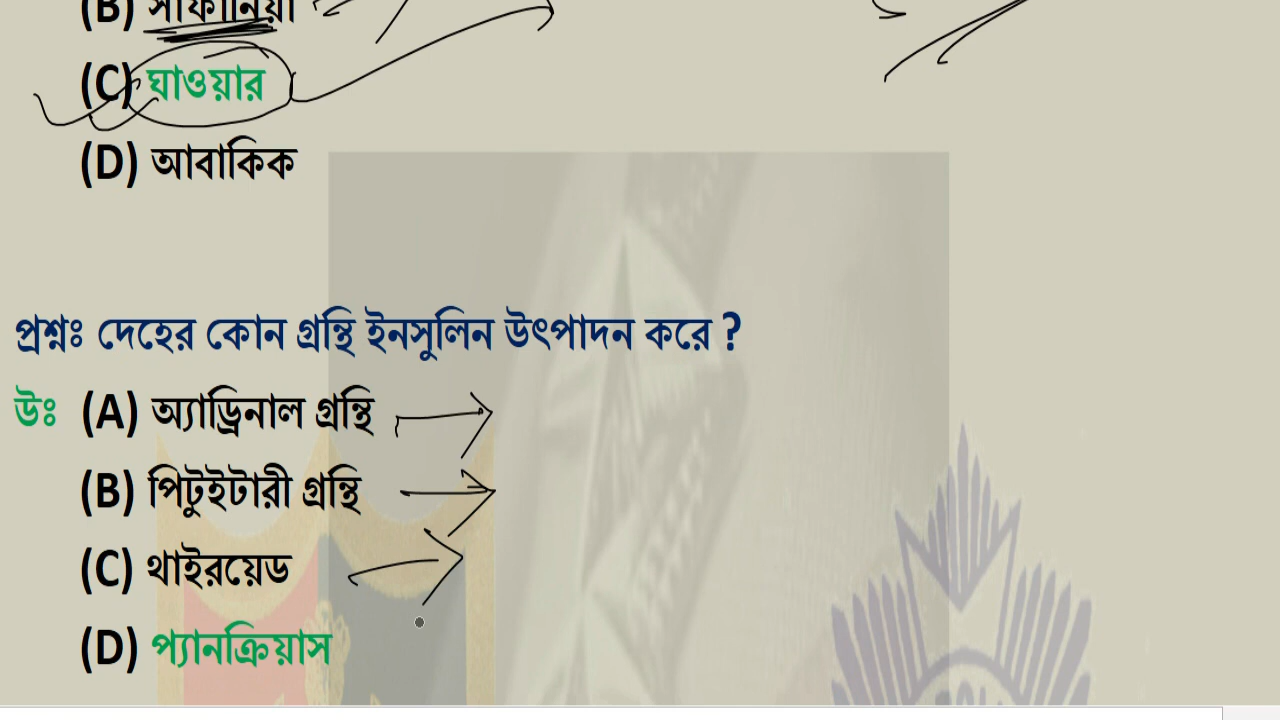 (B) সাফানিয়া
(C) ঘাওয়ার
(D) আবাকিক
প্রশ্নঃ দেহের কোন গ্রন্থি ইনসুলিন উৎপাদন করে ?
উঃ (A) অ্যাড্রিনাল গ্রন্থি
(B) পিটুইটারী গ্রন্থি
(C) থাইরয়েড
(D) প্যানক্রিয়াস